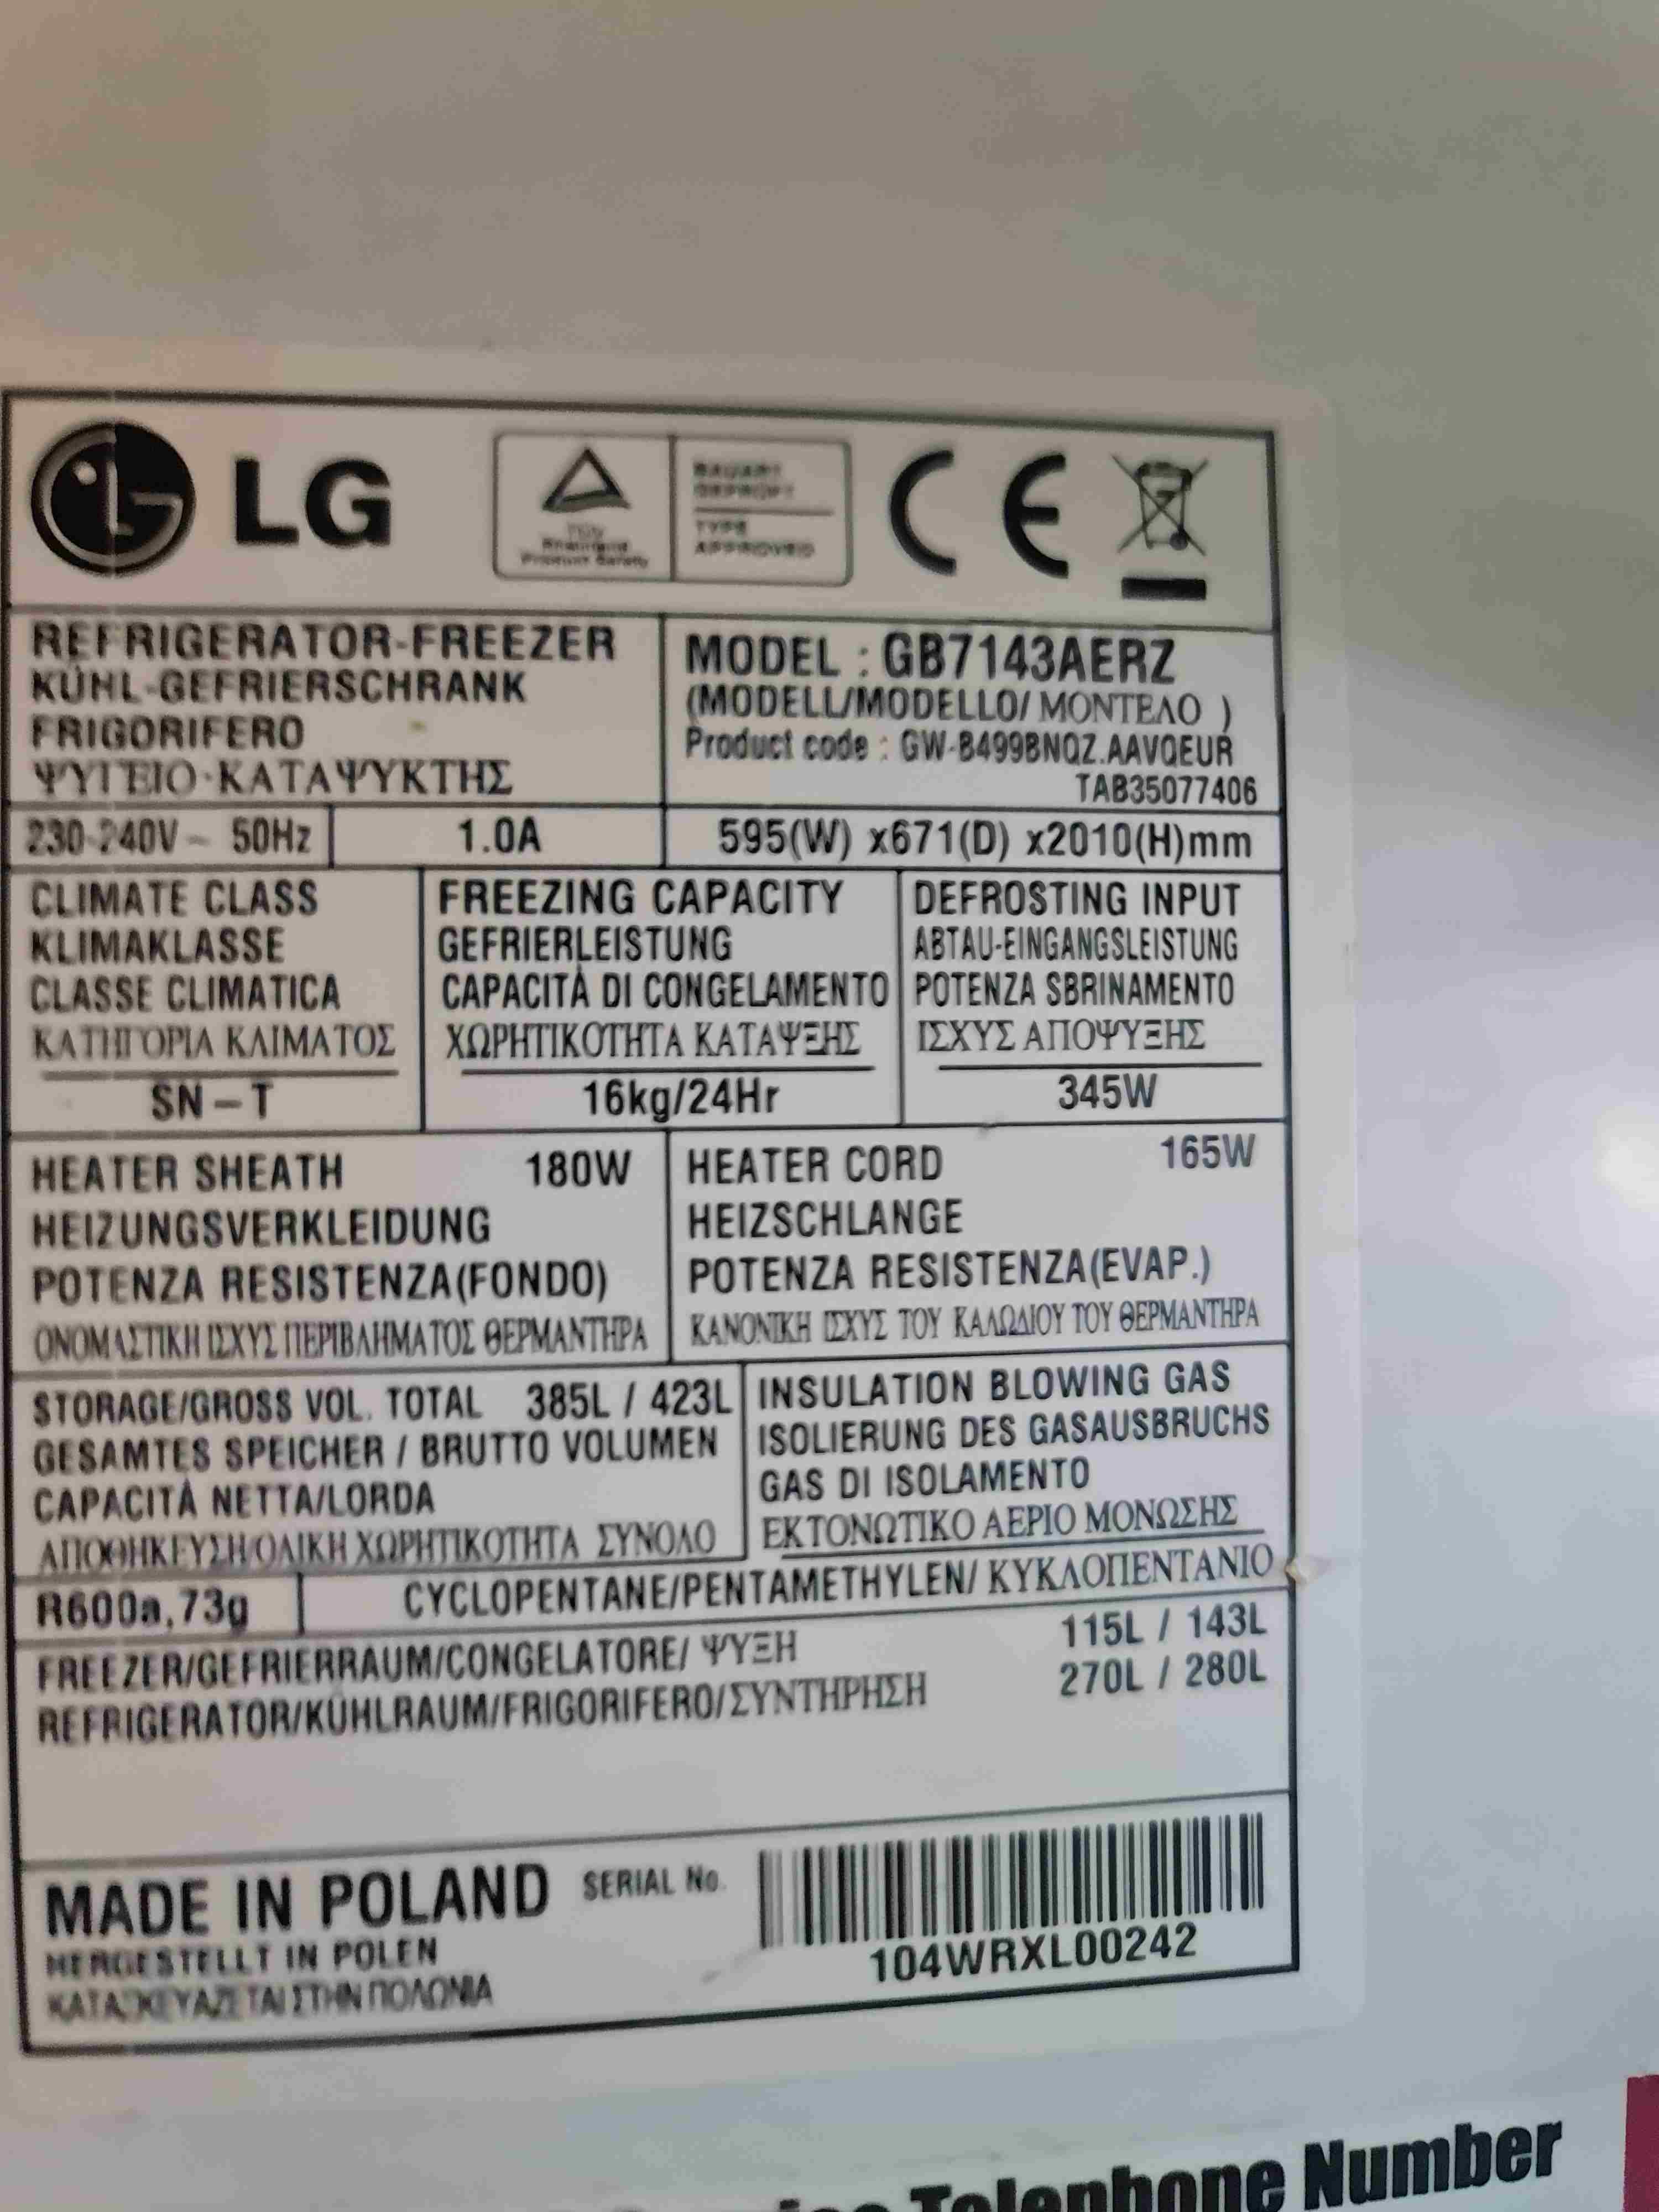 LG
TÜV
Rheinland
Product Safety
BAUART
GEPRÜFT
TYPE
APPROVED
CE
REFRIGERATOR-FREEZER
KÜHL-GEFRIERSCHRANK
FRIGORIFERO
ΨΥΓΕΙΟ-ΚΑΤΑΨΥΚΤΗΣ
MODEL : GB7143AERZ
(MODELL/MODELLO/ ΜΟΝΤΕΛΟ )
Product code : GW-B499BNQZ.AAVQEUR
TAB35077406
230-240V ~ 50Hz
1.0A
595(W) x671(D) x2010(H)mm
CLIMATE CLASS
KLIMAKLASSE
CLASSE CLIMATICA
ΚΑΤΗΓΟΡΙΑ ΚΛΙΜΑΤΟΣ
SN – T
FREEZING CAPACITY
GEFRIERLEISTUNG
CAPACITÀ DI CONGELAMENTO
ΧΩΡΗΤΙΚΟΤΗΤΑ ΚΑΤΑΨΞΗΣ
16kg/24Hr
DEFROSTING INPUT
ABTAU-EINGANGSLEISTUNG
POTENZA SBRINAMENTO
ΙΣΧΥΣ ΑΠΟΨΥΞΗΣ
345W
HEATER SHEATH 180W
HEIZUNGSVERKLEIDUNG
POTENZA RESISTENZA(FONDO)
ΟΝΟΜΑΣΤΙΚΗ ΙΣΧΥΣ ΠΕΡΙΒΛΗΜΑΤΟΣ ΘΕΡΜΑΝΤΗΡΑ
HEATER CORD 165W
HEIZSCHLANGE
POTENZA RESISTENZA(EVAP.)
ΚΑΝΟΝΙΚΗ ΙΣΧΥΣ ΤΟΥ ΚΑΛΩΔΙΟΥ ΤΟΥ ΘΕΡΜΑΝΤΗΡΑ
STORAGE/GROSS VOL. TOTAL 385L / 423L
GESAMTES SPEICHER / BRUTTO VOLUMEN
CAPACITÀ NETTA/LORDA
ΑΠΟΘΗΚΕΥΣΗ/ΟΛΙΚΗ ΧΩΡΗΤΙΚΟΤΗΤΑ ΣΥΝΟΛΟ
INSULATION BLOWING GAS
ISOLIERUNG DES GASAUSBRUCHS
GAS DI ISOLAMENTO
ΕΚΤΟΝΩΤΙΚΟ ΑΕΡΙΟ ΜΟΝΩΣΗΣ
R600a,73g
CYCLOPENTANE/PENTAMETHYLEN/ ΚΥΚΛΟΠΕΝΤΑΝΙΟ
FREEZER/GEFRIERRAUM/CONGELATORE/ ΨΥΞΗ 115L / 143L
REFRIGERATOR/KÜHLRAUM/FRIGORIFERO/ΣΥΝΤΗΡΗΣΗ 270L / 280L
MADE IN POLAND
HERGESTELLT IN POLEN
ΚΑΤΑΣΚΕΥΑΖΕΤΑΙ ΣΤΗΝ ΠΟΛΩΝΙΑ
SERIAL No.
104WRXL00242
Telephone Number